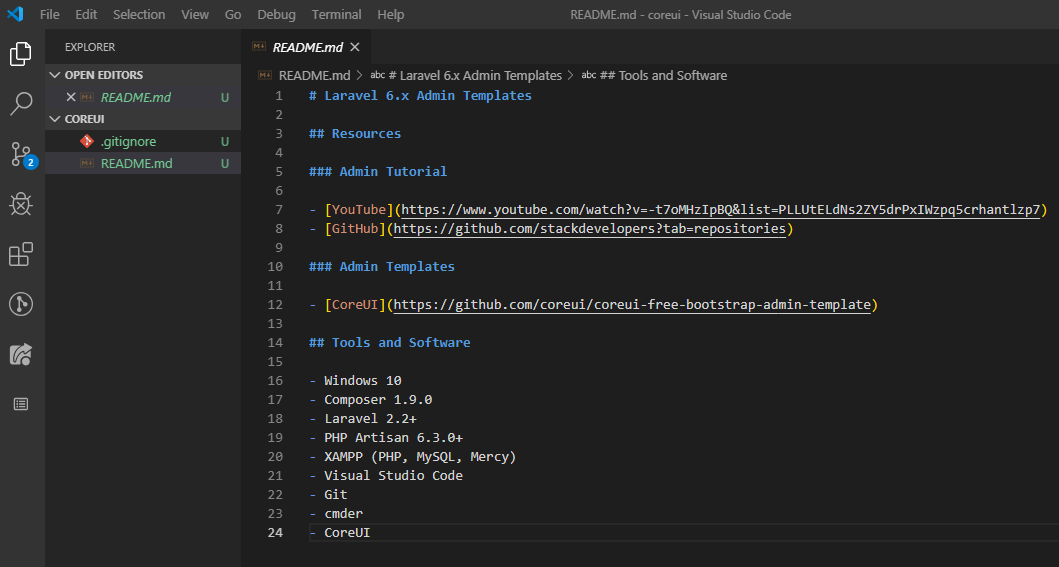 File Edit Selection View Go Debug Terminal Help README.md - coreui - Visual Studio Code
EXPLORER
OPEN EDITORS
README.md U
COREUI
.gitignore U
README.md U
2
README.md
README.md > abc # Laravel 6.x Admin Templates > abc ## Tools and Software
1 # Laravel 6.x Admin Templates
2
3 ## Resources
4
5 ### Admin Tutorial
6
7 - [YouTube](https://www.youtube.com/watch?v=-t7oMHzIpBQ&list=PLLUtELdNs2ZY5drPxIWzpq5crhantlzp7)
8 - [GitHub](https://github.com/stackdevelopers?tab=repositories)
9
10 ### Admin Templates
11
12 - [CoreUI](https://github.com/coreui/coreui-free-bootstrap-admin-template)
13
14 ## Tools and Software
15
16 - Windows 10
17 - Composer 1.9.0
18 - Laravel 2.2+
19 - PHP Artisan 6.3.0+
20 - XAMPP (PHP, MySQL, Mercy)
21 - Visual Studio Code
22 - Git
23 - cmder
24 - CoreUI